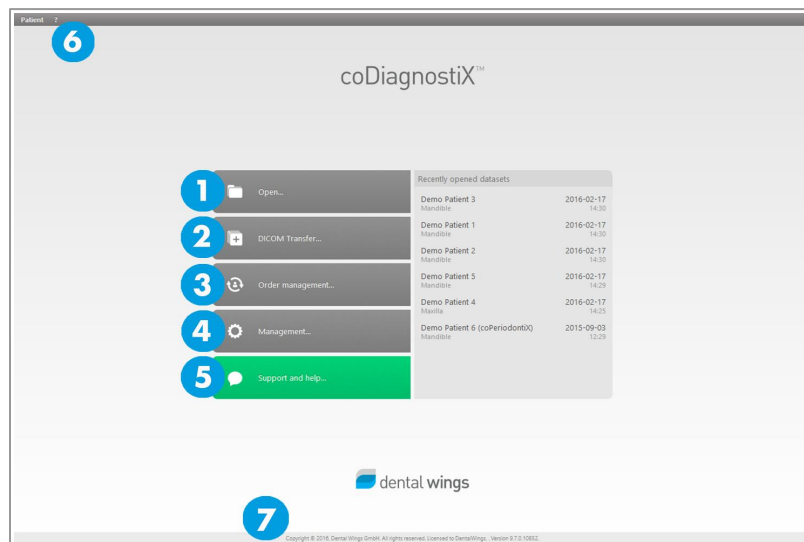 Patient ?
6
coDiagnostiX™
1 Open...
2 DICOM Transfer...
3 Order management...
4 Management...
5 Support and help...
Recently opened datasets
Demo Patient 3 2016-02-17
Mandible 14:30
Demo Patient 1 2016-02-17
Mandible 14:30
Demo Patient 2 2016-02-17
Mandible 14:30
Demo Patient 5 2016-02-17
Mandible 14:29
Demo Patient 4 2016-02-17
Maxilla 14:25
Demo Patient 6 (coPeriodontiX) 2015-09-03
Mandible 12:29
dental wings
7
Copyright © 2016, Dental Wings GmbH, All rights reserved. Licensed to DentalWings, . Version 9.7.0.10852.